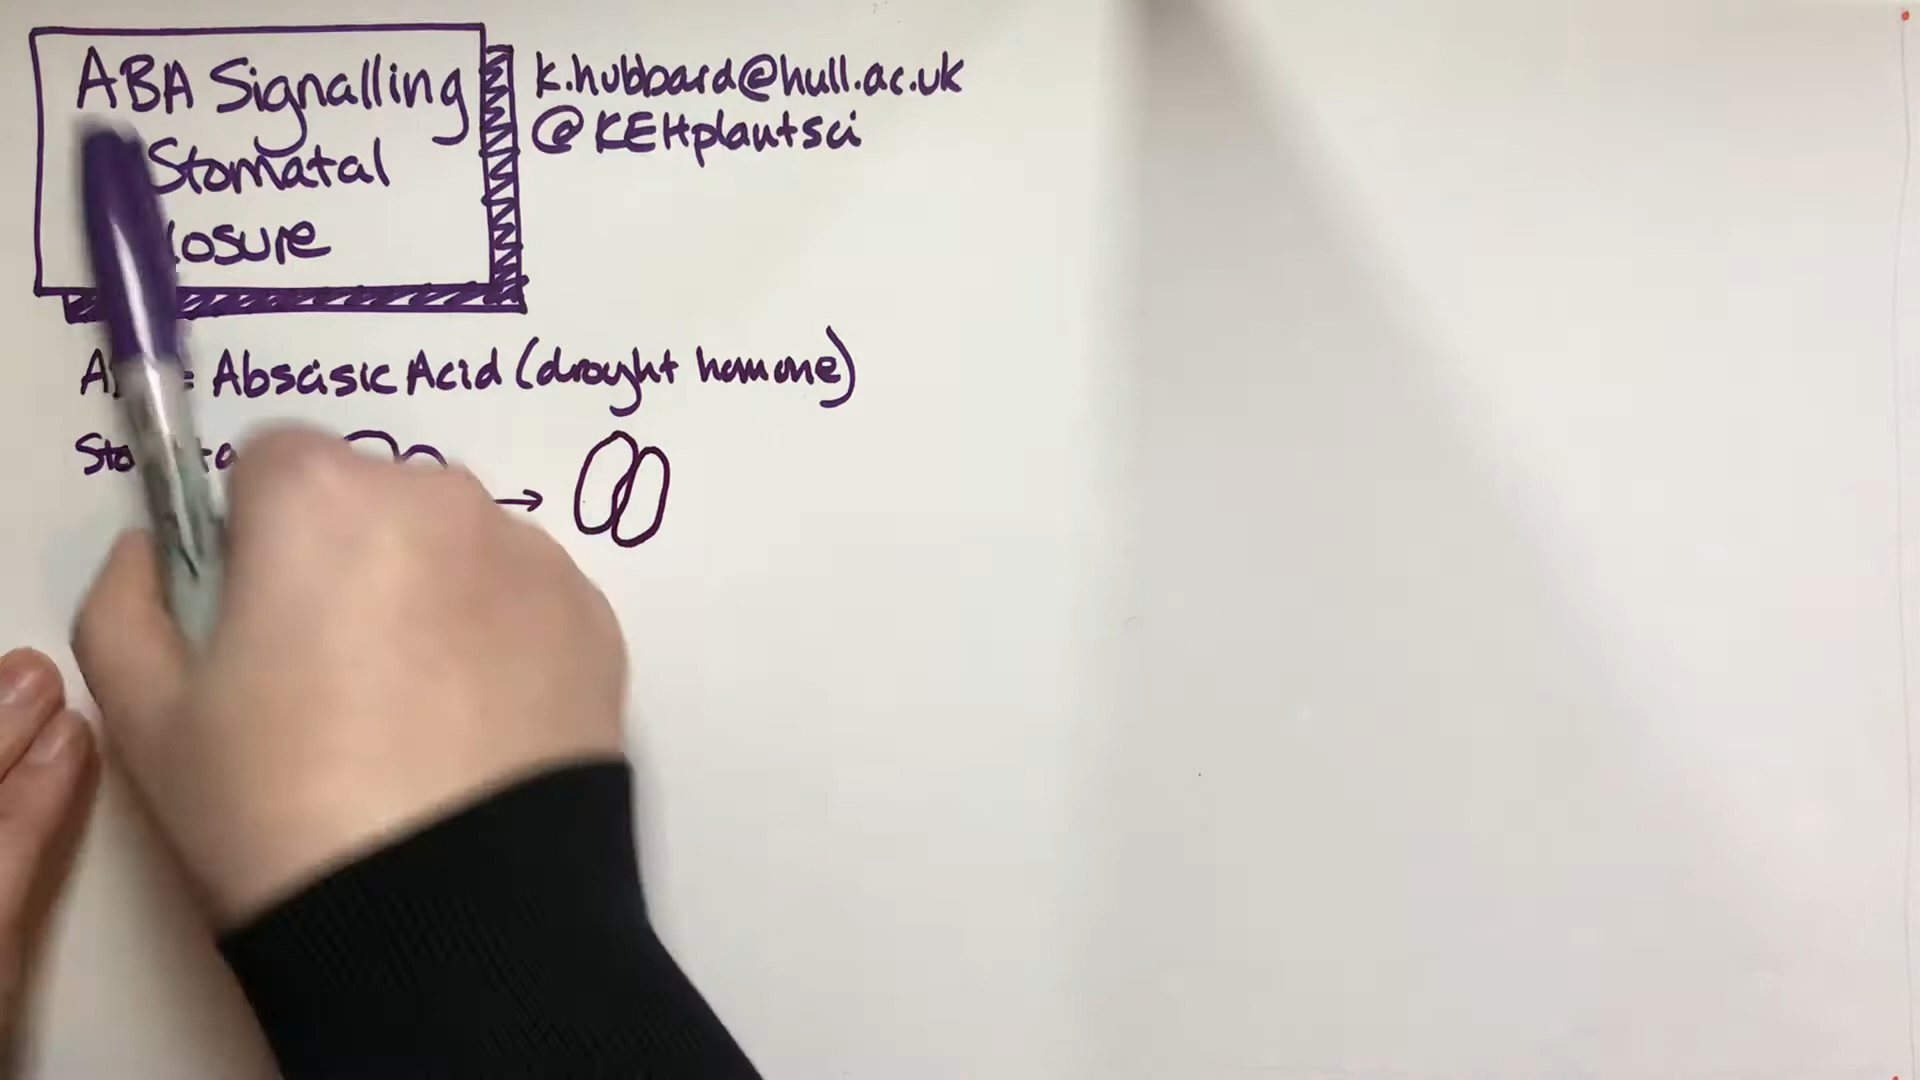 ABA Signalling
Stomatal
losure
k.hubbard@hull.ac.uk
@KEHplantsci
= Abscisic Acid (drought hormone)